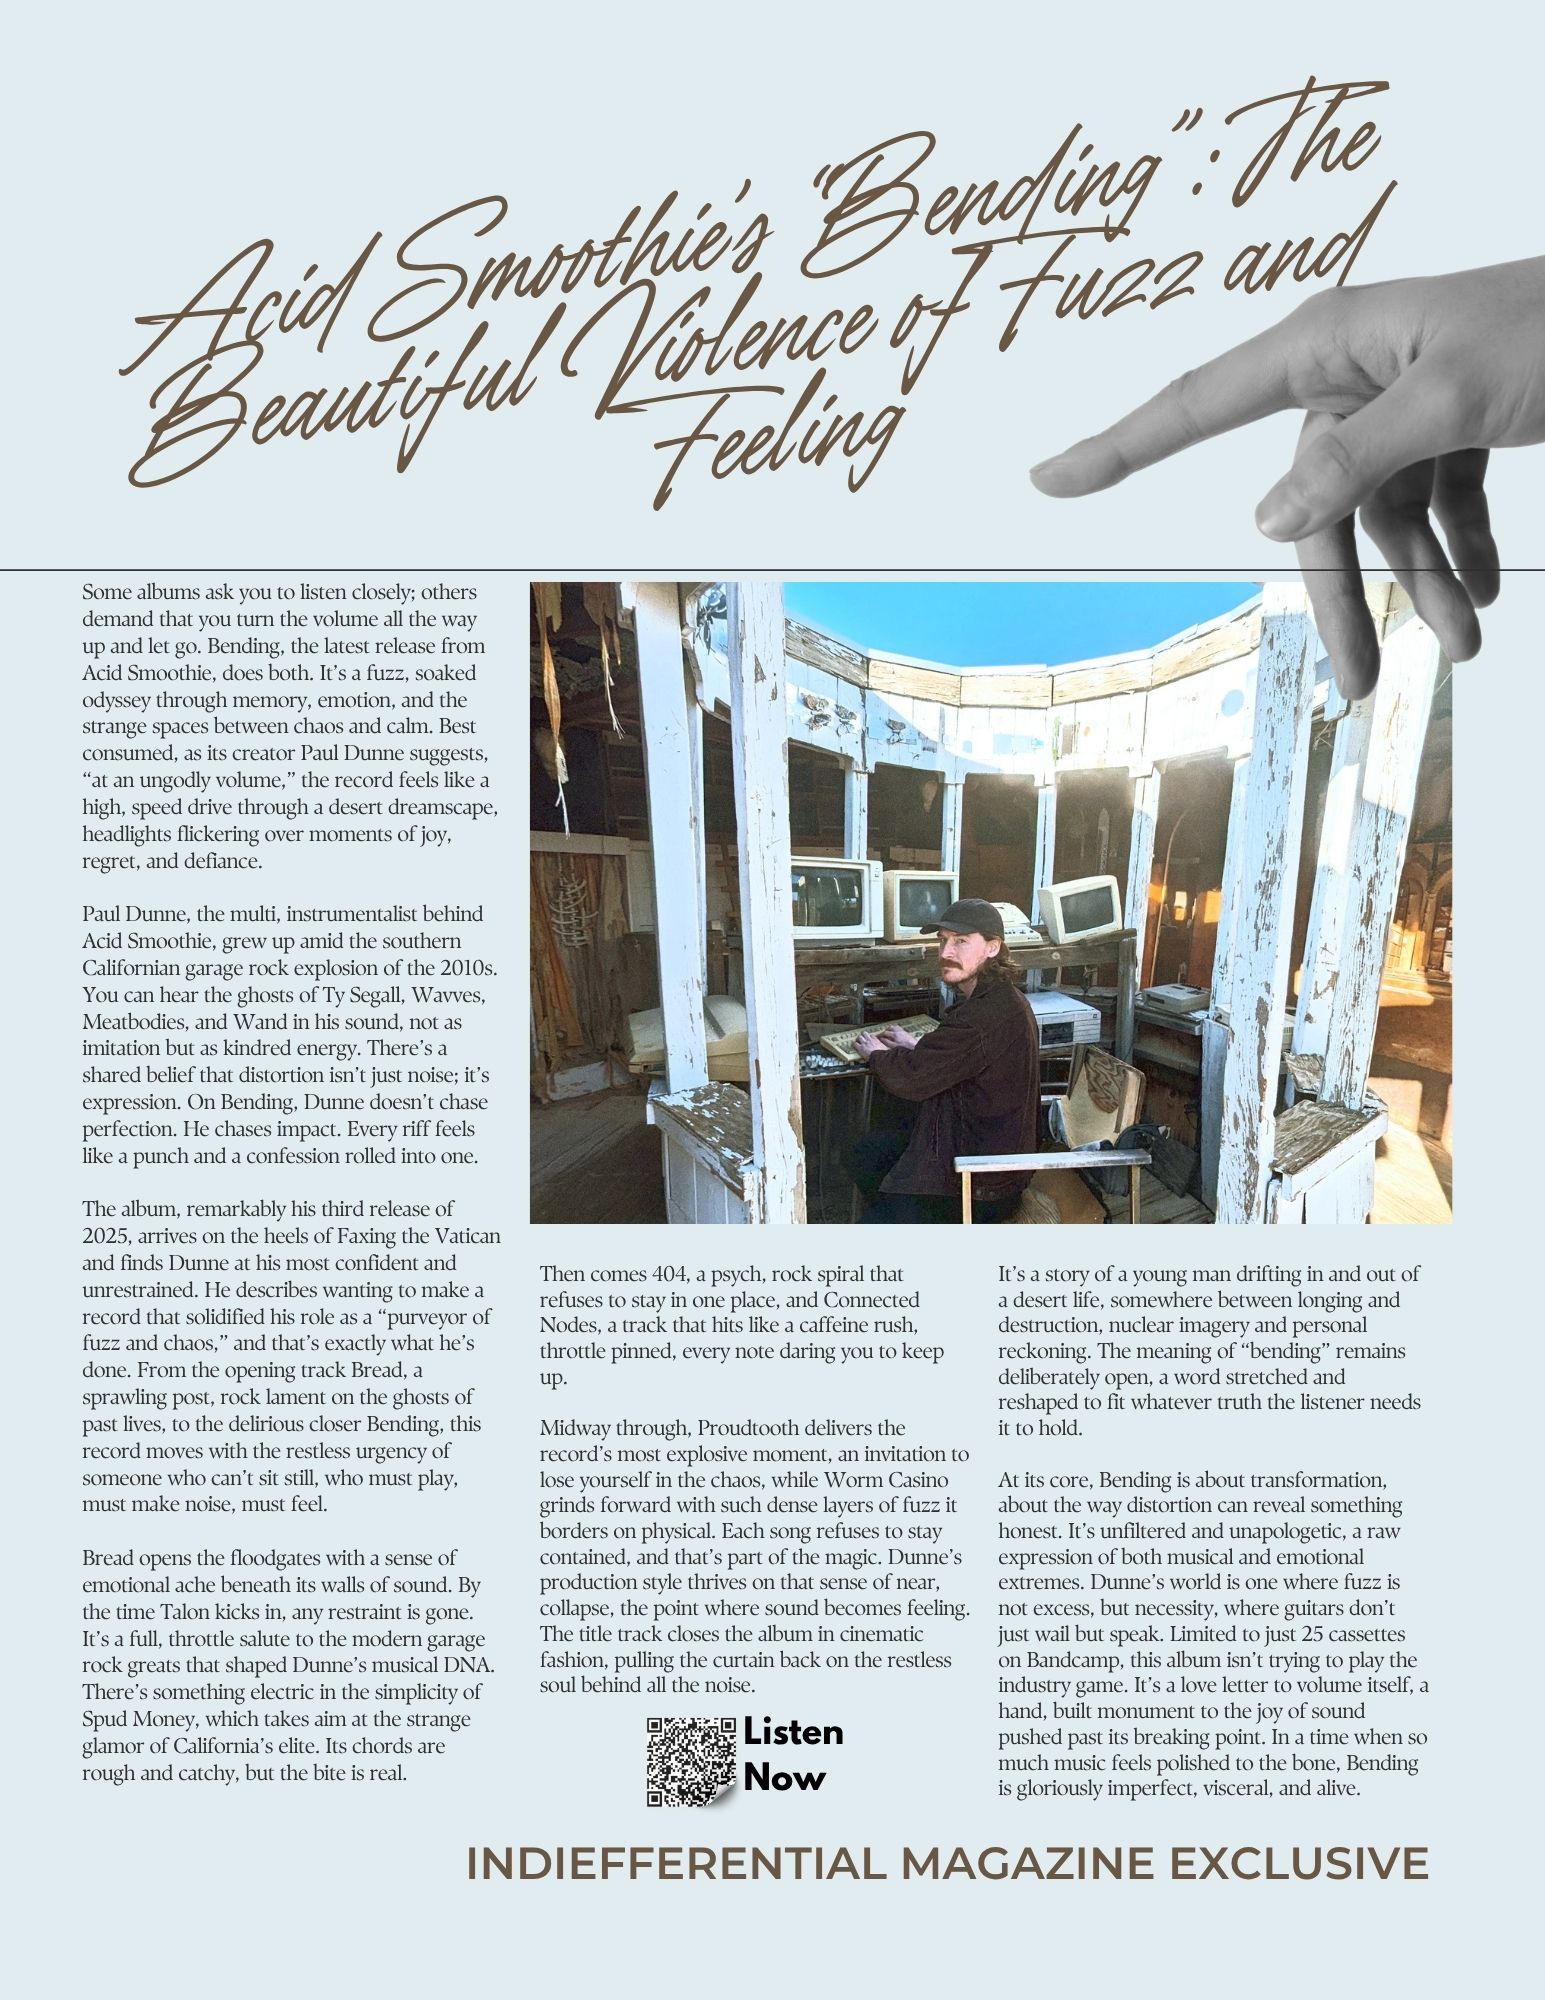 Acid Smoothie's "Bending": The
Beautiful Violence of Fuzz and
Feeling
Some albums ask you to listen closely; others
demand that you turn the volume all the way
up and let go. Bending, the latest release from
Acid Smoothie, does both. It’s a fuzz, soaked
odyssey through memory, emotion, and the
strange spaces between chaos and calm. Best
consumed, as its creator Paul Dunne suggests,
“at an ungodly volume,” the record feels like a
high, speed drive through a desert dreamscape,
headlights flickering over moments of joy,
regret, and defiance.
Paul Dunne, the multi, instrumentalist behind
Acid Smoothie, grew up amid the southern
Californian garage rock explosion of the 2010s.
You can hear the ghosts of Ty Segall, Wavves,
Meatbodies, and Wand in his sound, not as
imitation but as kindred energy. There’s a
shared belief that distortion isn’t just noise; it’s
expression. On Bending, Dunne doesn’t chase
perfection. He chases impact. Every riff feels
like a punch and a confession rolled into one.
The album, remarkably his third release of
2025, arrives on the heels of Faxing the Vatican
and finds Dunne at his most confident and
unrestrained. He describes wanting to make a
record that solidified his role as a “purveyor of
fuzz and chaos,” and that’s exactly what he’s
done. From the opening track Bread, a
sprawling post, rock lament on the ghosts of
past lives, to the delirious closer Bending, this
record moves with the restless urgency of
someone who can’t sit still, who must play,
must make noise, must feel.
Bread opens the floodgates with a sense of
emotional ache beneath its walls of sound. By
the time Talon kicks in, any restraint is gone.
It’s a full, throttle salute to the modern garage
rock greats that shaped Dunne’s musical DNA.
There’s something electric in the simplicity of
Spud Money, which takes aim at the strange
glamor of California’s elite. Its chords are
rough and catchy, but the bite is real.
Then comes 404, a psych, rock spiral that
refuses to stay in one place, and Connected
Nodes, a track that hits like a caffeine rush,
throttle pinned, every note daring you to keep
up.
Midway through, Proudtooth delivers the
record’s most explosive moment, an invitation to
lose yourself in the chaos, while Worm Casino
grinds forward with such dense layers of fuzz it
borders on physical. Each song refuses to stay
contained, and that’s part of the magic. Dunne’s
production style thrives on that sense of near,
collapse, the point where sound becomes feeling.
The title track closes the album in cinematic
fashion, pulling the curtain back on the restless
soul behind all the noise.
Listen
Now
It’s a story of a young man drifting in and out of
a desert life, somewhere between longing and
destruction, nuclear imagery and personal
reckoning. The meaning of “bending” remains
deliberately open, a word stretched and
reshaped to fit whatever truth the listener needs
it to hold.
At its core, Bending is about transformation,
about the way distortion can reveal something
honest. It’s unfiltered and unapologetic, a raw
expression of both musical and emotional
extremes. Dunne’s world is one where fuzz is
not excess, but necessity, where guitars don’t
just wail but speak. Limited to just 25 cassettes
on Bandcamp, this album isn’t trying to play the
industry game. It’s a love letter to volume itself, a
hand, built monument to the joy of sound
pushed past its breaking point. In a time when so
much music feels polished to the bone, Bending
is gloriously imperfect, visceral, and alive.
INDIEFFERENTIAL MAGAZINE EXCLUSIVE